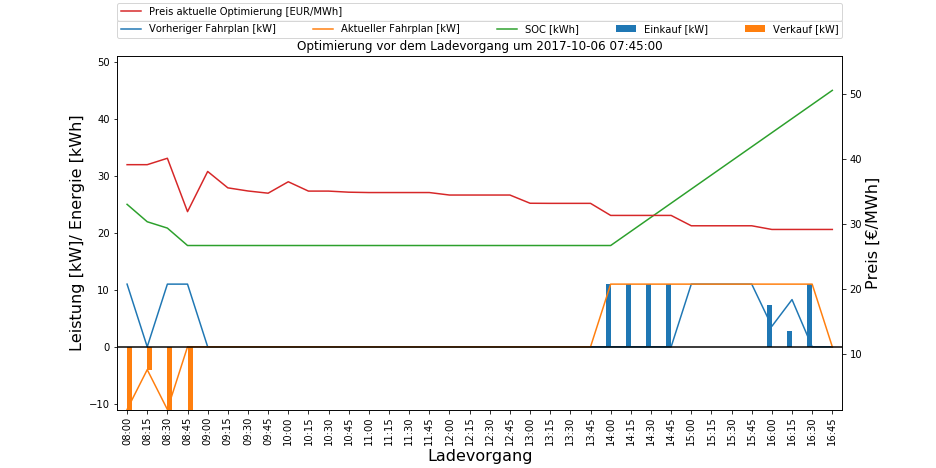 Preis aktuelle Optimierung [EUR/MWh]
Vorheriger Fahrplan [kW] Aktueller Fahrplan [kW] SOC [kWh] Einkauf [kW] Verkauf [kW]
Optimierung vor dem Ladevorgang um 2017-10-06 07:45:00
Leistung [kW]/ Energie [kWh]
50
40
30
20
10
0
−10
50
40
30
20
10
Preis [€/MWh]
08:00 08:15 08:30 08:45 09:00 09:15 09:30 09:45 10:00 10:15 10:30 10:45 11:00 11:15 11:30 11:45 12:00 12:15 12:30 12:45 13:00 13:15 13:30 13:45 14:00 14:15 14:30 14:45 15:00 15:15 15:30 15:45 16:00 16:15 16:30 16:45
Ladevorgang